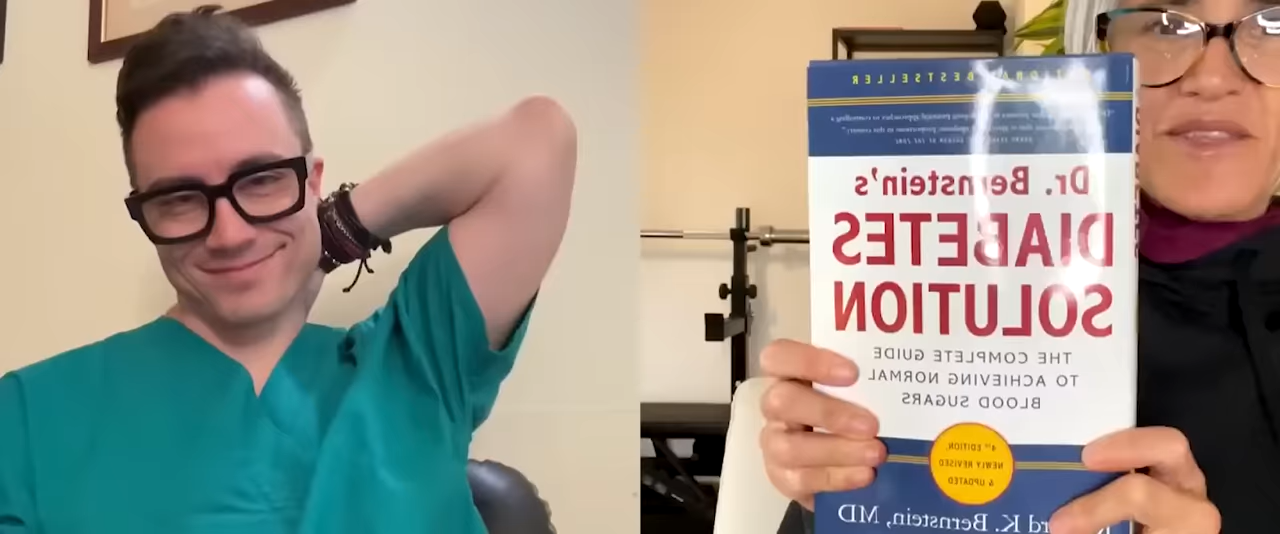 BESTSELLER
Dr. Bernstein's
DIABETES
SOLUTION
THE COMPLETE GUIDE
TO ACHIEVING NORMAL
BLOOD SUGARS
4TH EDITION,
NEWLY REVISED
& UPDATED
K. Bernstein, MD